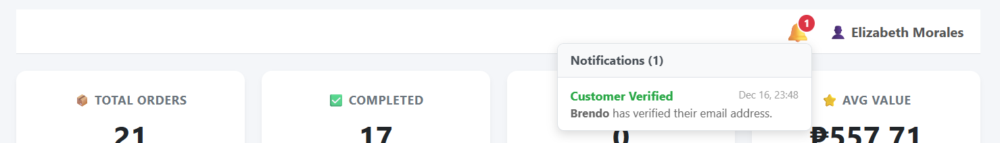 1
Elizabeth Morales
Notifications (1)
Customer Verified Dec 16, 23:48
Brendo has verified their email address.
TOTAL ORDERS
21
COMPLETED
17
0
AVG VALUE
₱557.71